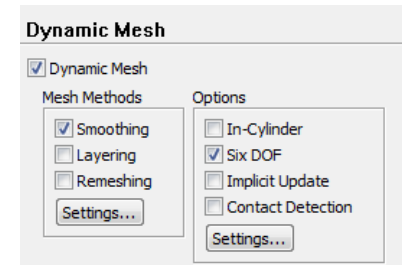 Dynamic Mesh
Dynamic Mesh
Mesh Methods Options
Smoothing In-Cylinder
Layering Six DOF
Remeshing Implicit Update
Settings... Contact Detection
Settings...